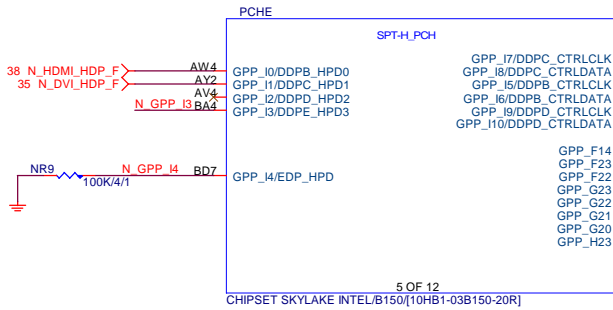 PCHE
SPT-H_PCH
38 N_HDMI_HDP_F AW4 GPP_I0/DDPB_HPD0
35 N_DVI_HDP_F AY2 GPP_I1/DDPC_HPD1
AV4 GPP_I2/DDPD_HPD2
N_GPP_I3 BA4 GPP_I3/DDPE_HPD3
GPP_I7/DDPC_CTRLCLK
GPP_I8/DDPC_CTRLDATA
GPP_I5/DDPB_CTRLCLK
GPP_I6/DDPB_CTRLDATA
GPP_I9/DDPD_CTRLCLK
GPP_I10/DDPD_CTRLDATA
NR9 100K/4/1 N_GPP_I4 BD7 GPP_I4/EDP_HPD
GPP_F14
GPP_F23
GPP_F22
GPP_G23
GPP_G22
GPP_G21
GPP_G20
GPP_H23
5 OF 12
CHIPSET SKYLAKE INTEL/B150/[10HB1-03B150-20R]